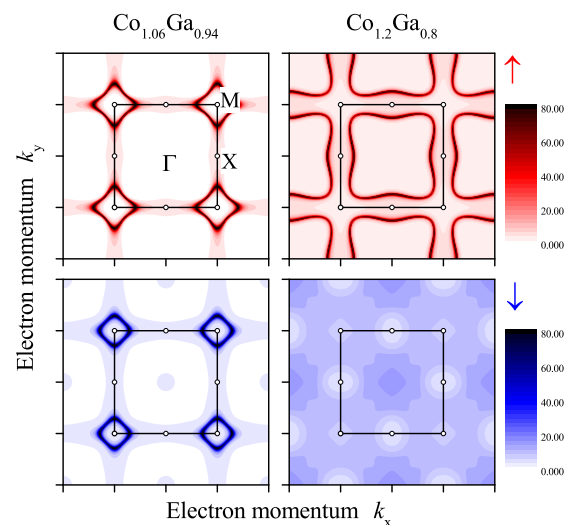 Co1.06Ga0.94 Co1.2Ga0.8
↑
M
Γ
X
80.00
60.00
40.00
20.00
0.000
↓
80.00
60.00
40.00
20.00
0.000
Electron momentum ky
Electron momentum kx